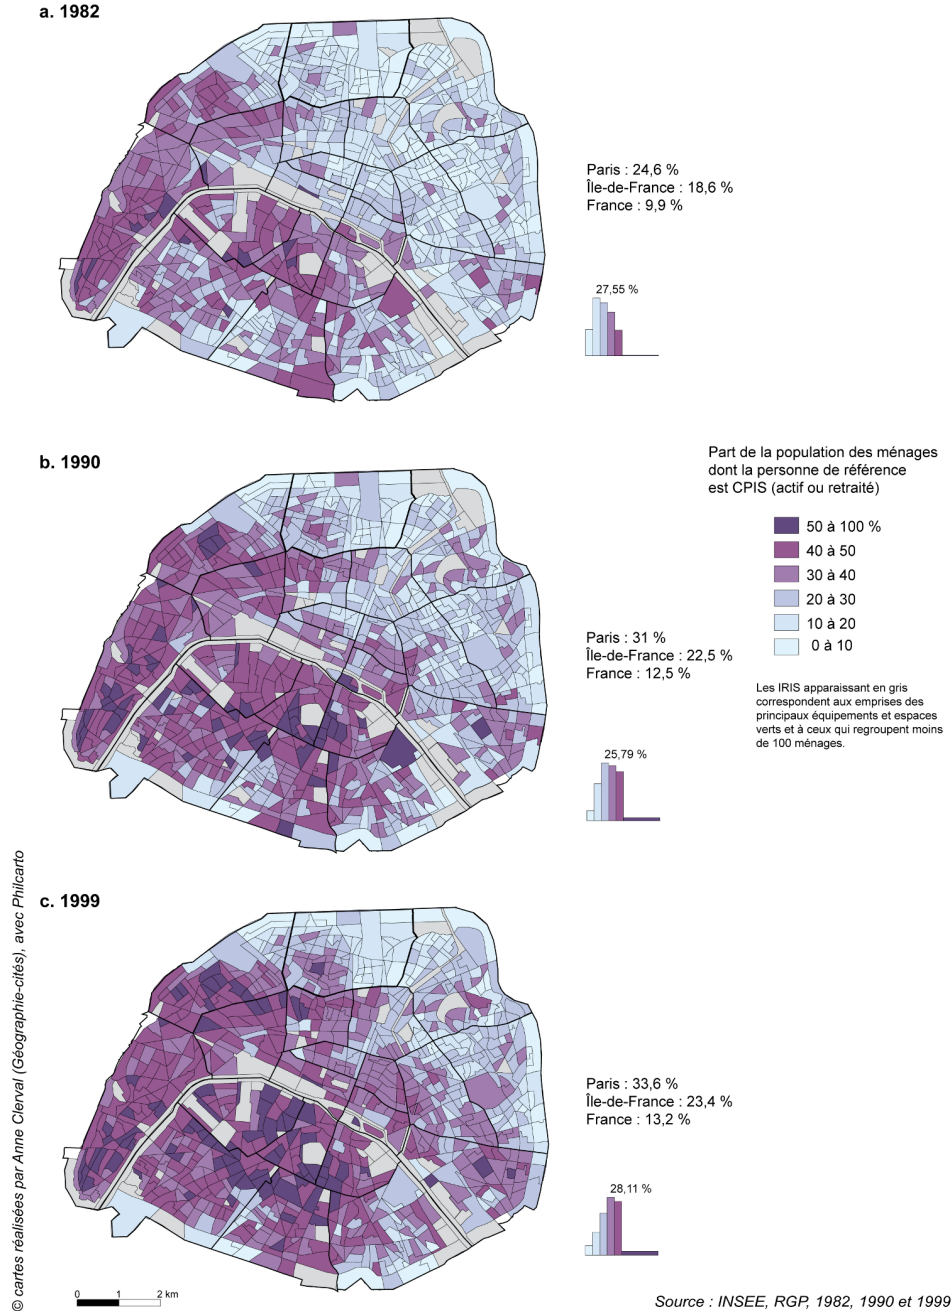 a. 1982
Paris : 24,6 %
Île-de-France : 18,6 %
France : 9,9 %
27,55 %
b. 1990
Part de la population des ménages
dont la personne de référence
est CPIS (actif ou retraité)
50 à 100 %
40 à 50
30 à 40
20 à 30
10 à 20
0 à 10
Paris : 31 %
Île-de-France : 22,5 %
France : 12,5 %
Les IRIS apparaissant en gris
correspondent aux emprises des
principaux équipements et espaces
verts et à ceux qui regroupent moins
de 100 ménages.
25,79 %
c. 1999
Paris : 33,6 %
Île-de-France : 23,4 %
France : 13,2 %
28,11 %
© cartes réalisées par Anne Clerval (Géographie-cités), avec Philcarto
0 1 2 km
Source : INSEE, RGP, 1982, 1990 et 1999